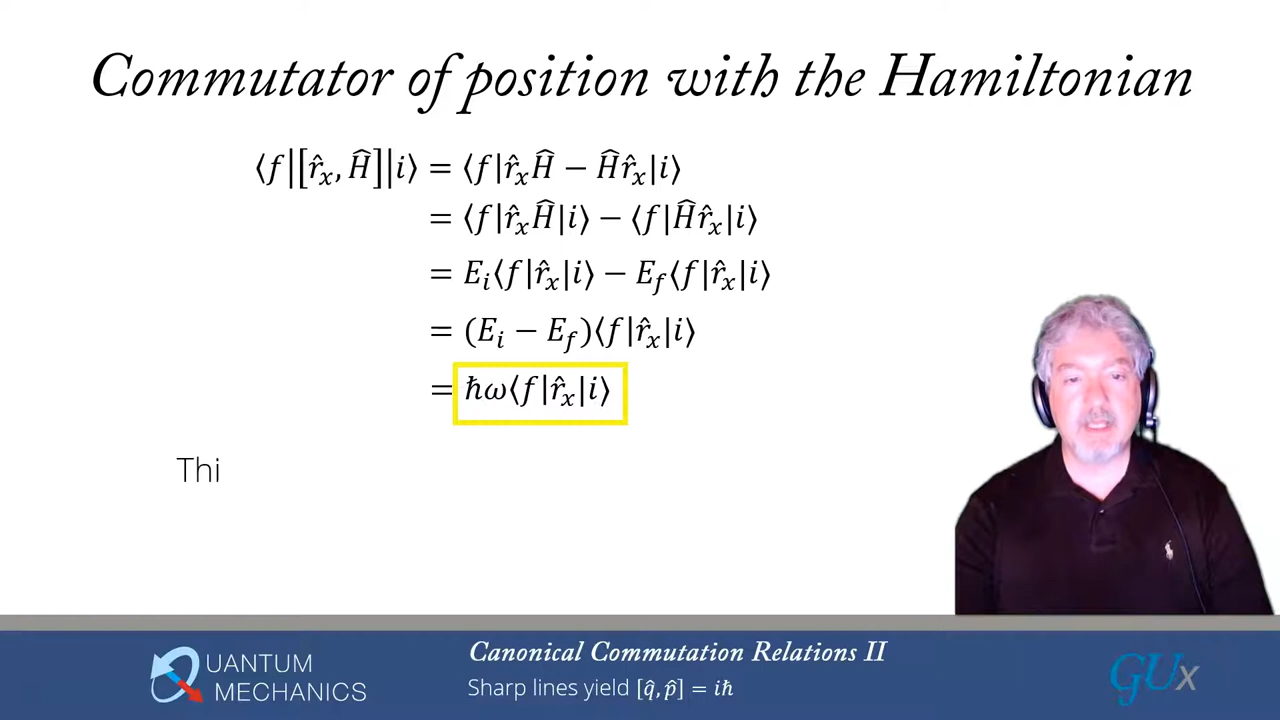 Commutator of position with the Hamiltonian
⟨f|[r̂ₓ, Ĥ]|i⟩ = ⟨f|r̂ₓĤ − Ĥr̂ₓ|i⟩
= ⟨f|r̂ₓĤ|i⟩ − ⟨f|Ĥr̂ₓ|i⟩
= Eᵢ⟨f|r̂ₓ|i⟩ − E_f⟨f|r̂ₓ|i⟩
= (Eᵢ − E_f)⟨f|r̂ₓ|i⟩
= ħω⟨f|r̂ₓ|i⟩
Thi
QUANTUM
MECHANICS
Canonical Commutation Relations II
Sharp lines yield [q̂, p̂] = iħ
GUx